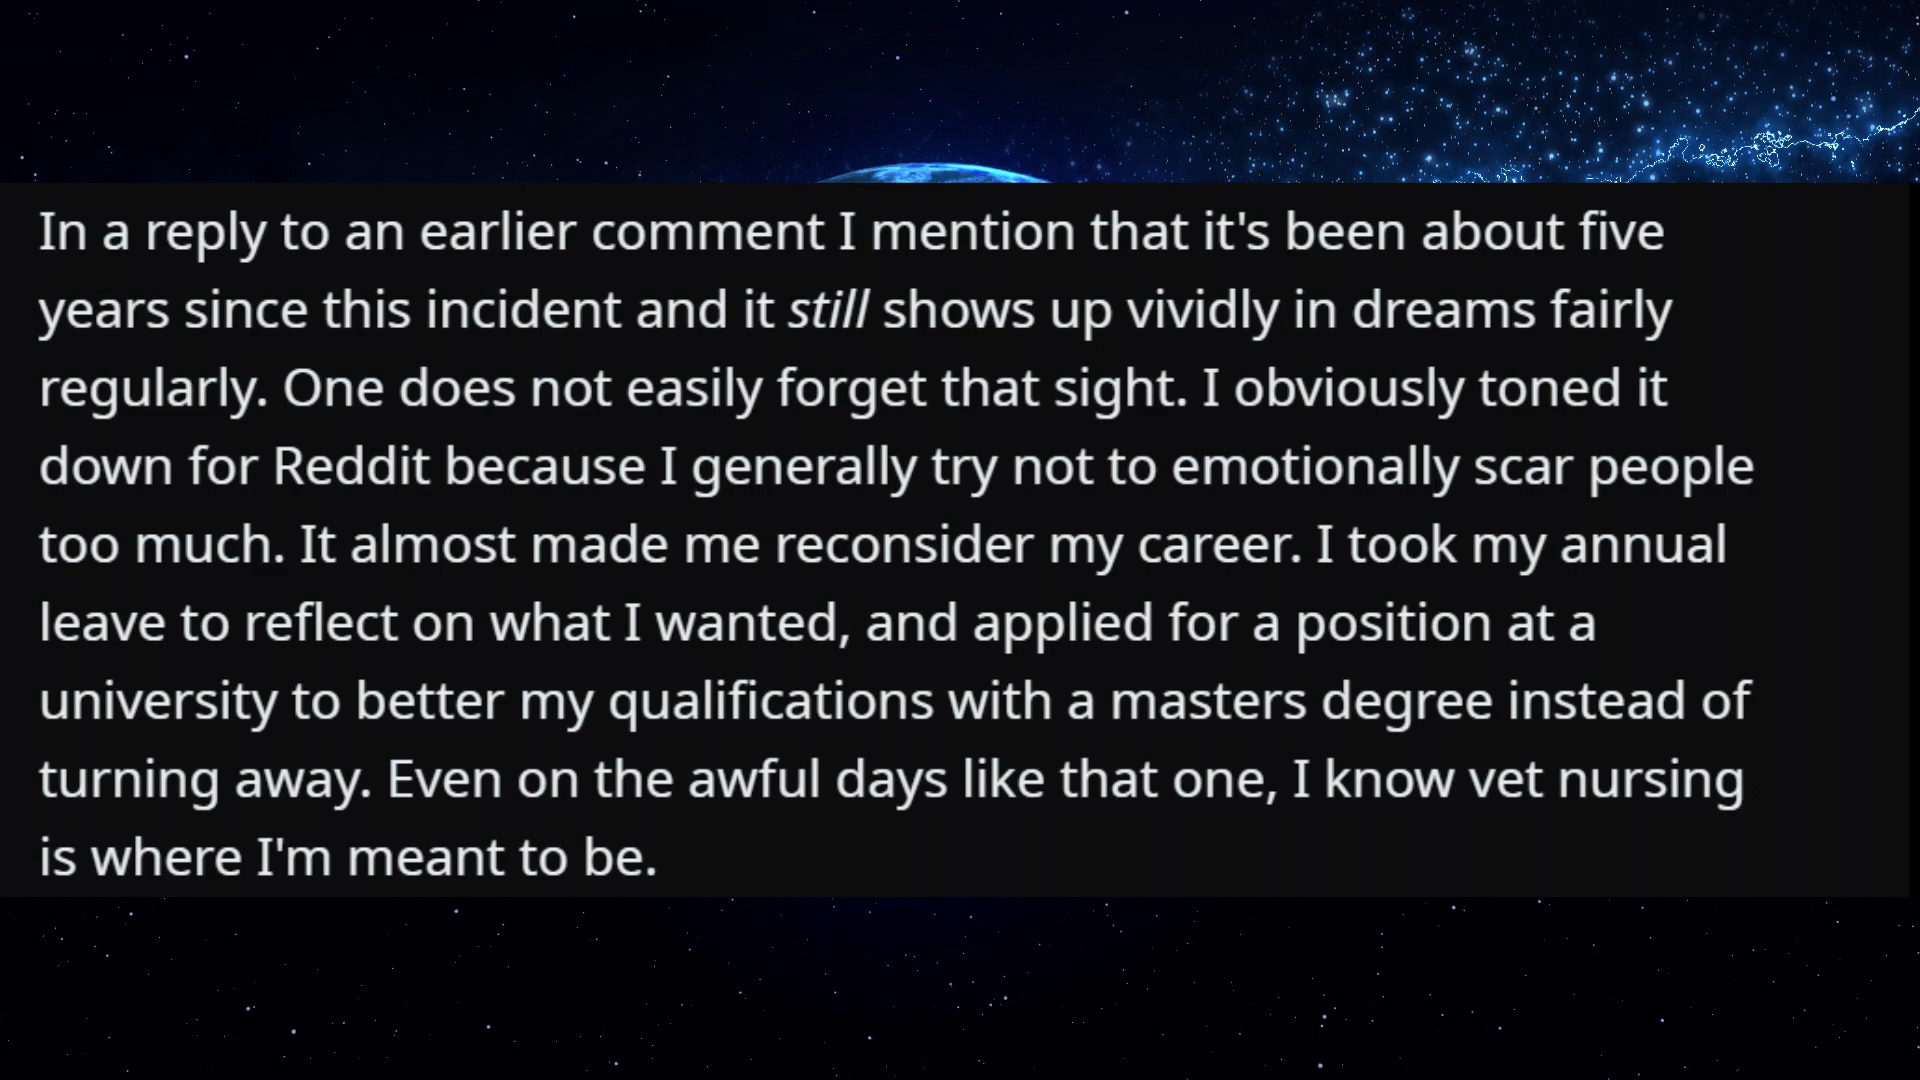 In a reply to an earlier comment I mention that it's been about five
years since this incident and it still shows up vividly in dreams fairly
regularly. One does not easily forget that sight. I obviously toned it
down for Reddit because I generally try not to emotionally scar people
too much. It almost made me reconsider my career. I took my annual
leave to reflect on what I wanted, and applied for a position at a
university to better my qualifications with a masters degree instead of
turning away. Even on the awful days like that one, I know vet nursing
is where I'm meant to be.